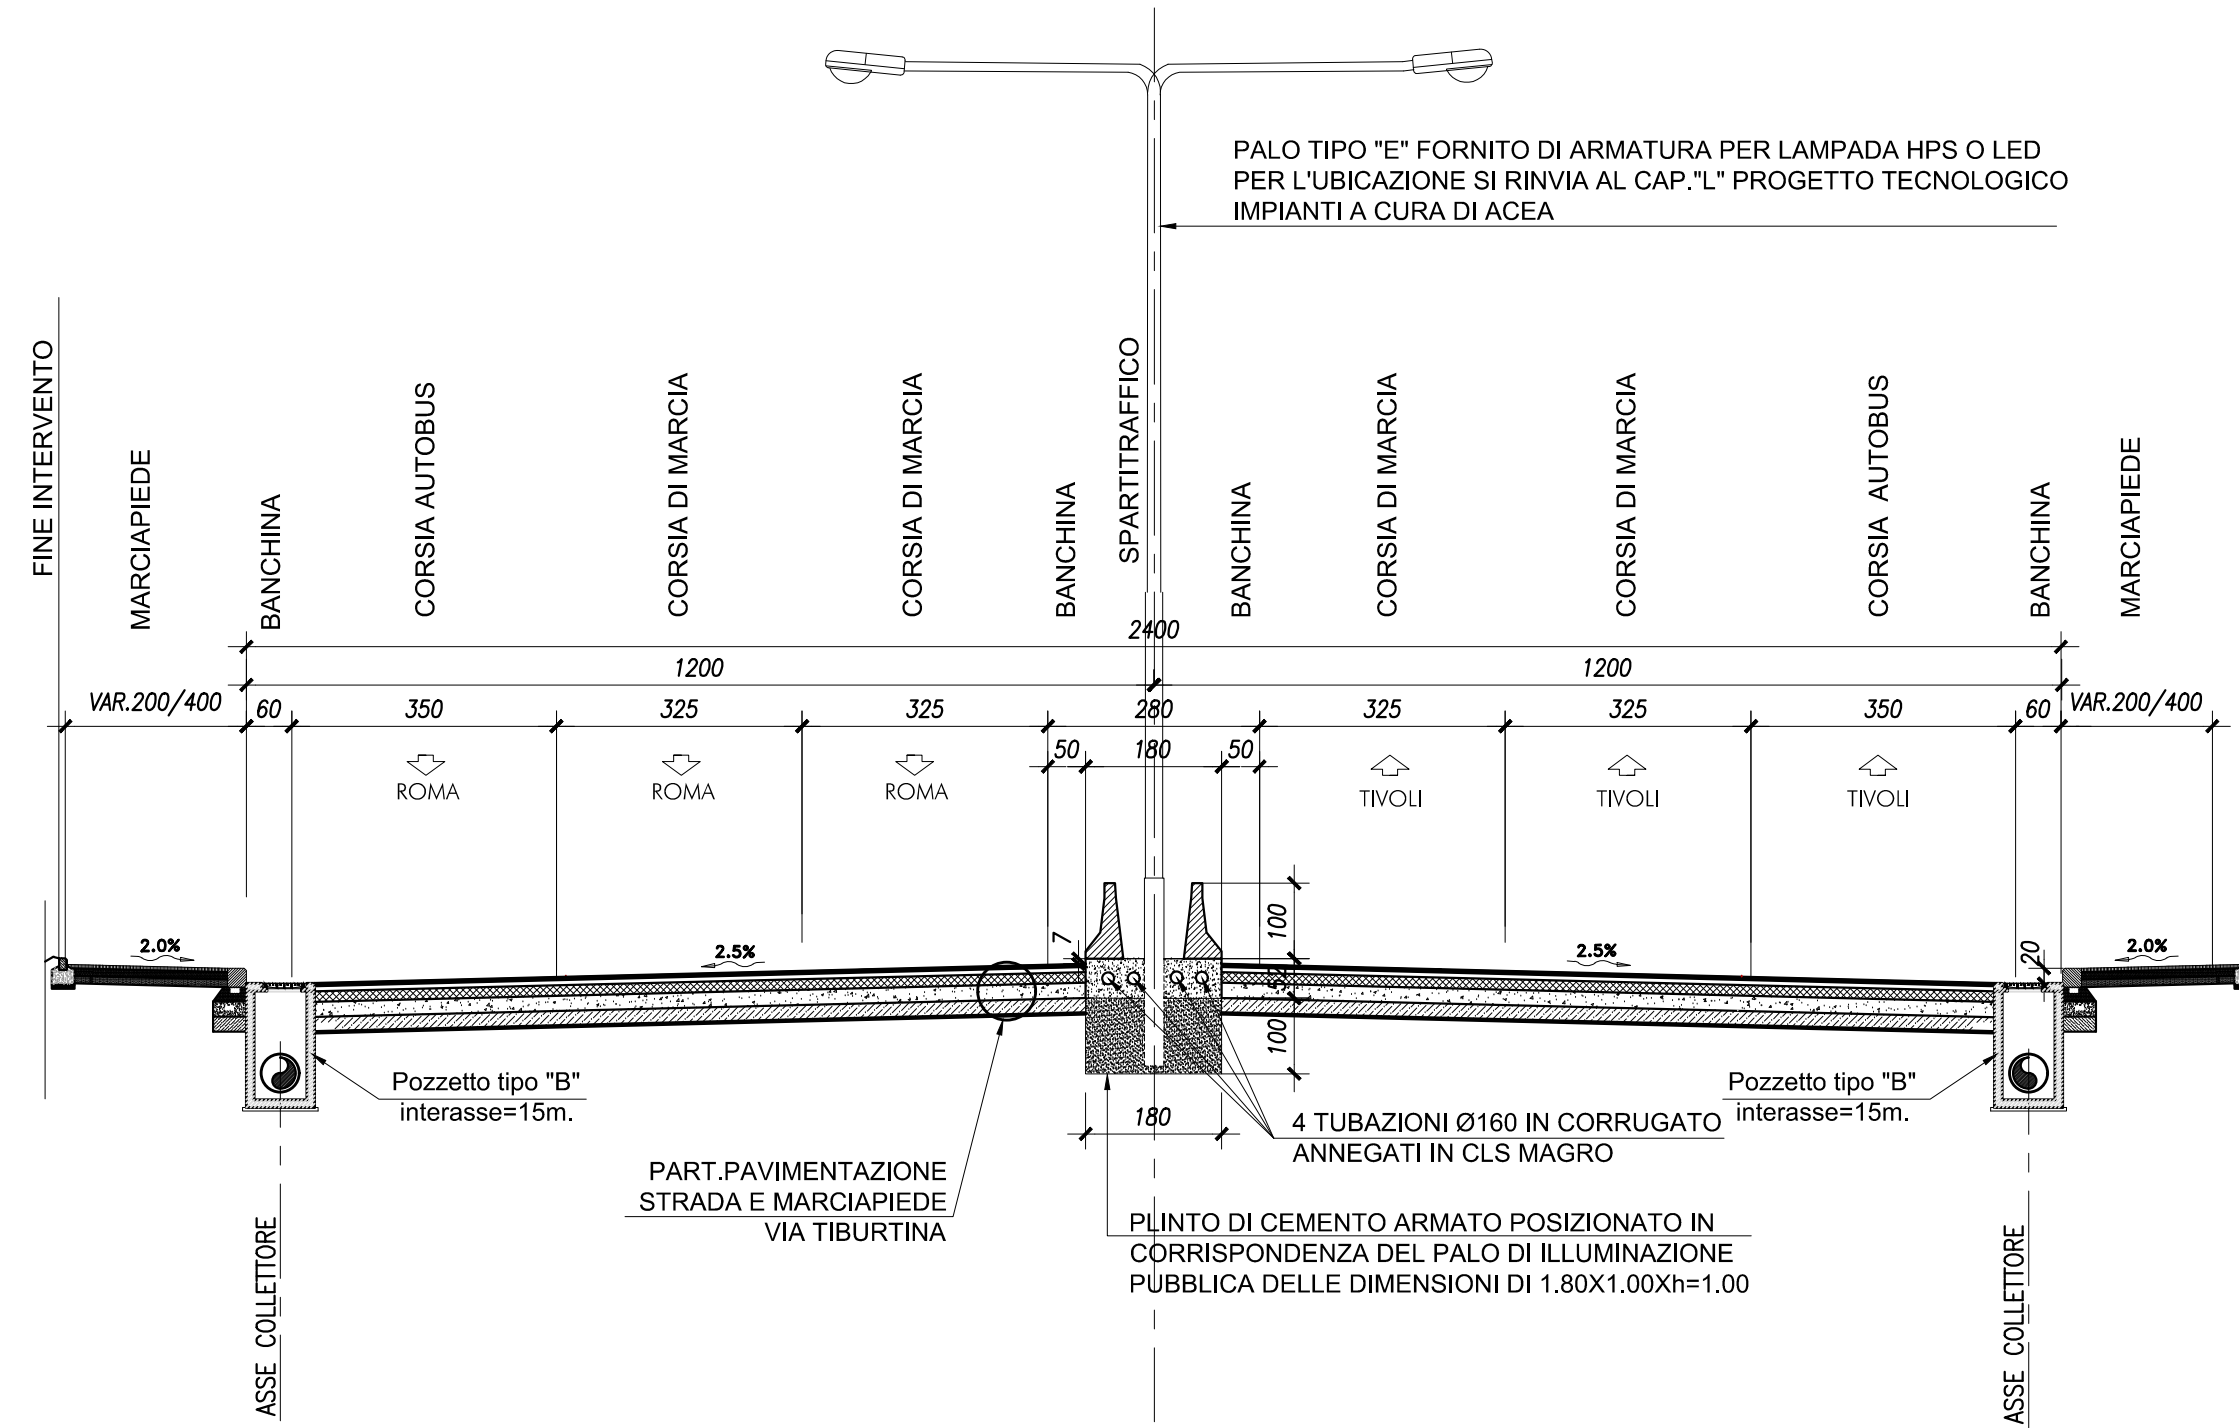 PALO TIPO "E" FORNITO DI ARMATURA PER LAMPADA HPS O LED
PER L'UBICAZIONE SI RINVIA AL CAP."L" PROGETTO TECNOLOGICO
IMPIANTI A CURA DI ACEA
FINE INTERVENTO
MARCIAPIEDE
BANCHINA
CORSIA AUTOBUS
CORSIA DI MARCIA
CORSIA DI MARCIA
BANCHINA
SPARTITRAFFICO
BANCHINA
CORSIA DI MARCIA
CORSIA DI MARCIA
CORSIA AUTOBUS
BANCHINA
MARCIAPIEDE
2400
1200
1200
VAR.200/400
60
350
325
325
280
325
325
350
60
VAR.200/400
50
180
50
ROMA
ROMA
ROMA
TIVOLI
TIVOLI
TIVOLI
2.0%
2.5%
7
100
2.5%
20
2.0%
100
180
Pozzetto tipo "B"
interasse=15m.
Pozzetto tipo "B"
interasse=15m.
4 TUBAZIONI Ø160 IN CORRUGATO
ANNEGATI IN CLS MAGRO
PART.PAVIMENTAZIONE
STRADA E MARCIAPIEDE
VIA TIBURTINA
PLINTO DI CEMENTO ARMATO POSIZIONATO IN
CORRISPONDENZA DEL PALO DI ILLUMINAZIONE
PUBBLICA DELLE DIMENSIONI DI 1.80X1.00Xh=1.00
ASSE COLLETTORE
ASSE COLLETTORE